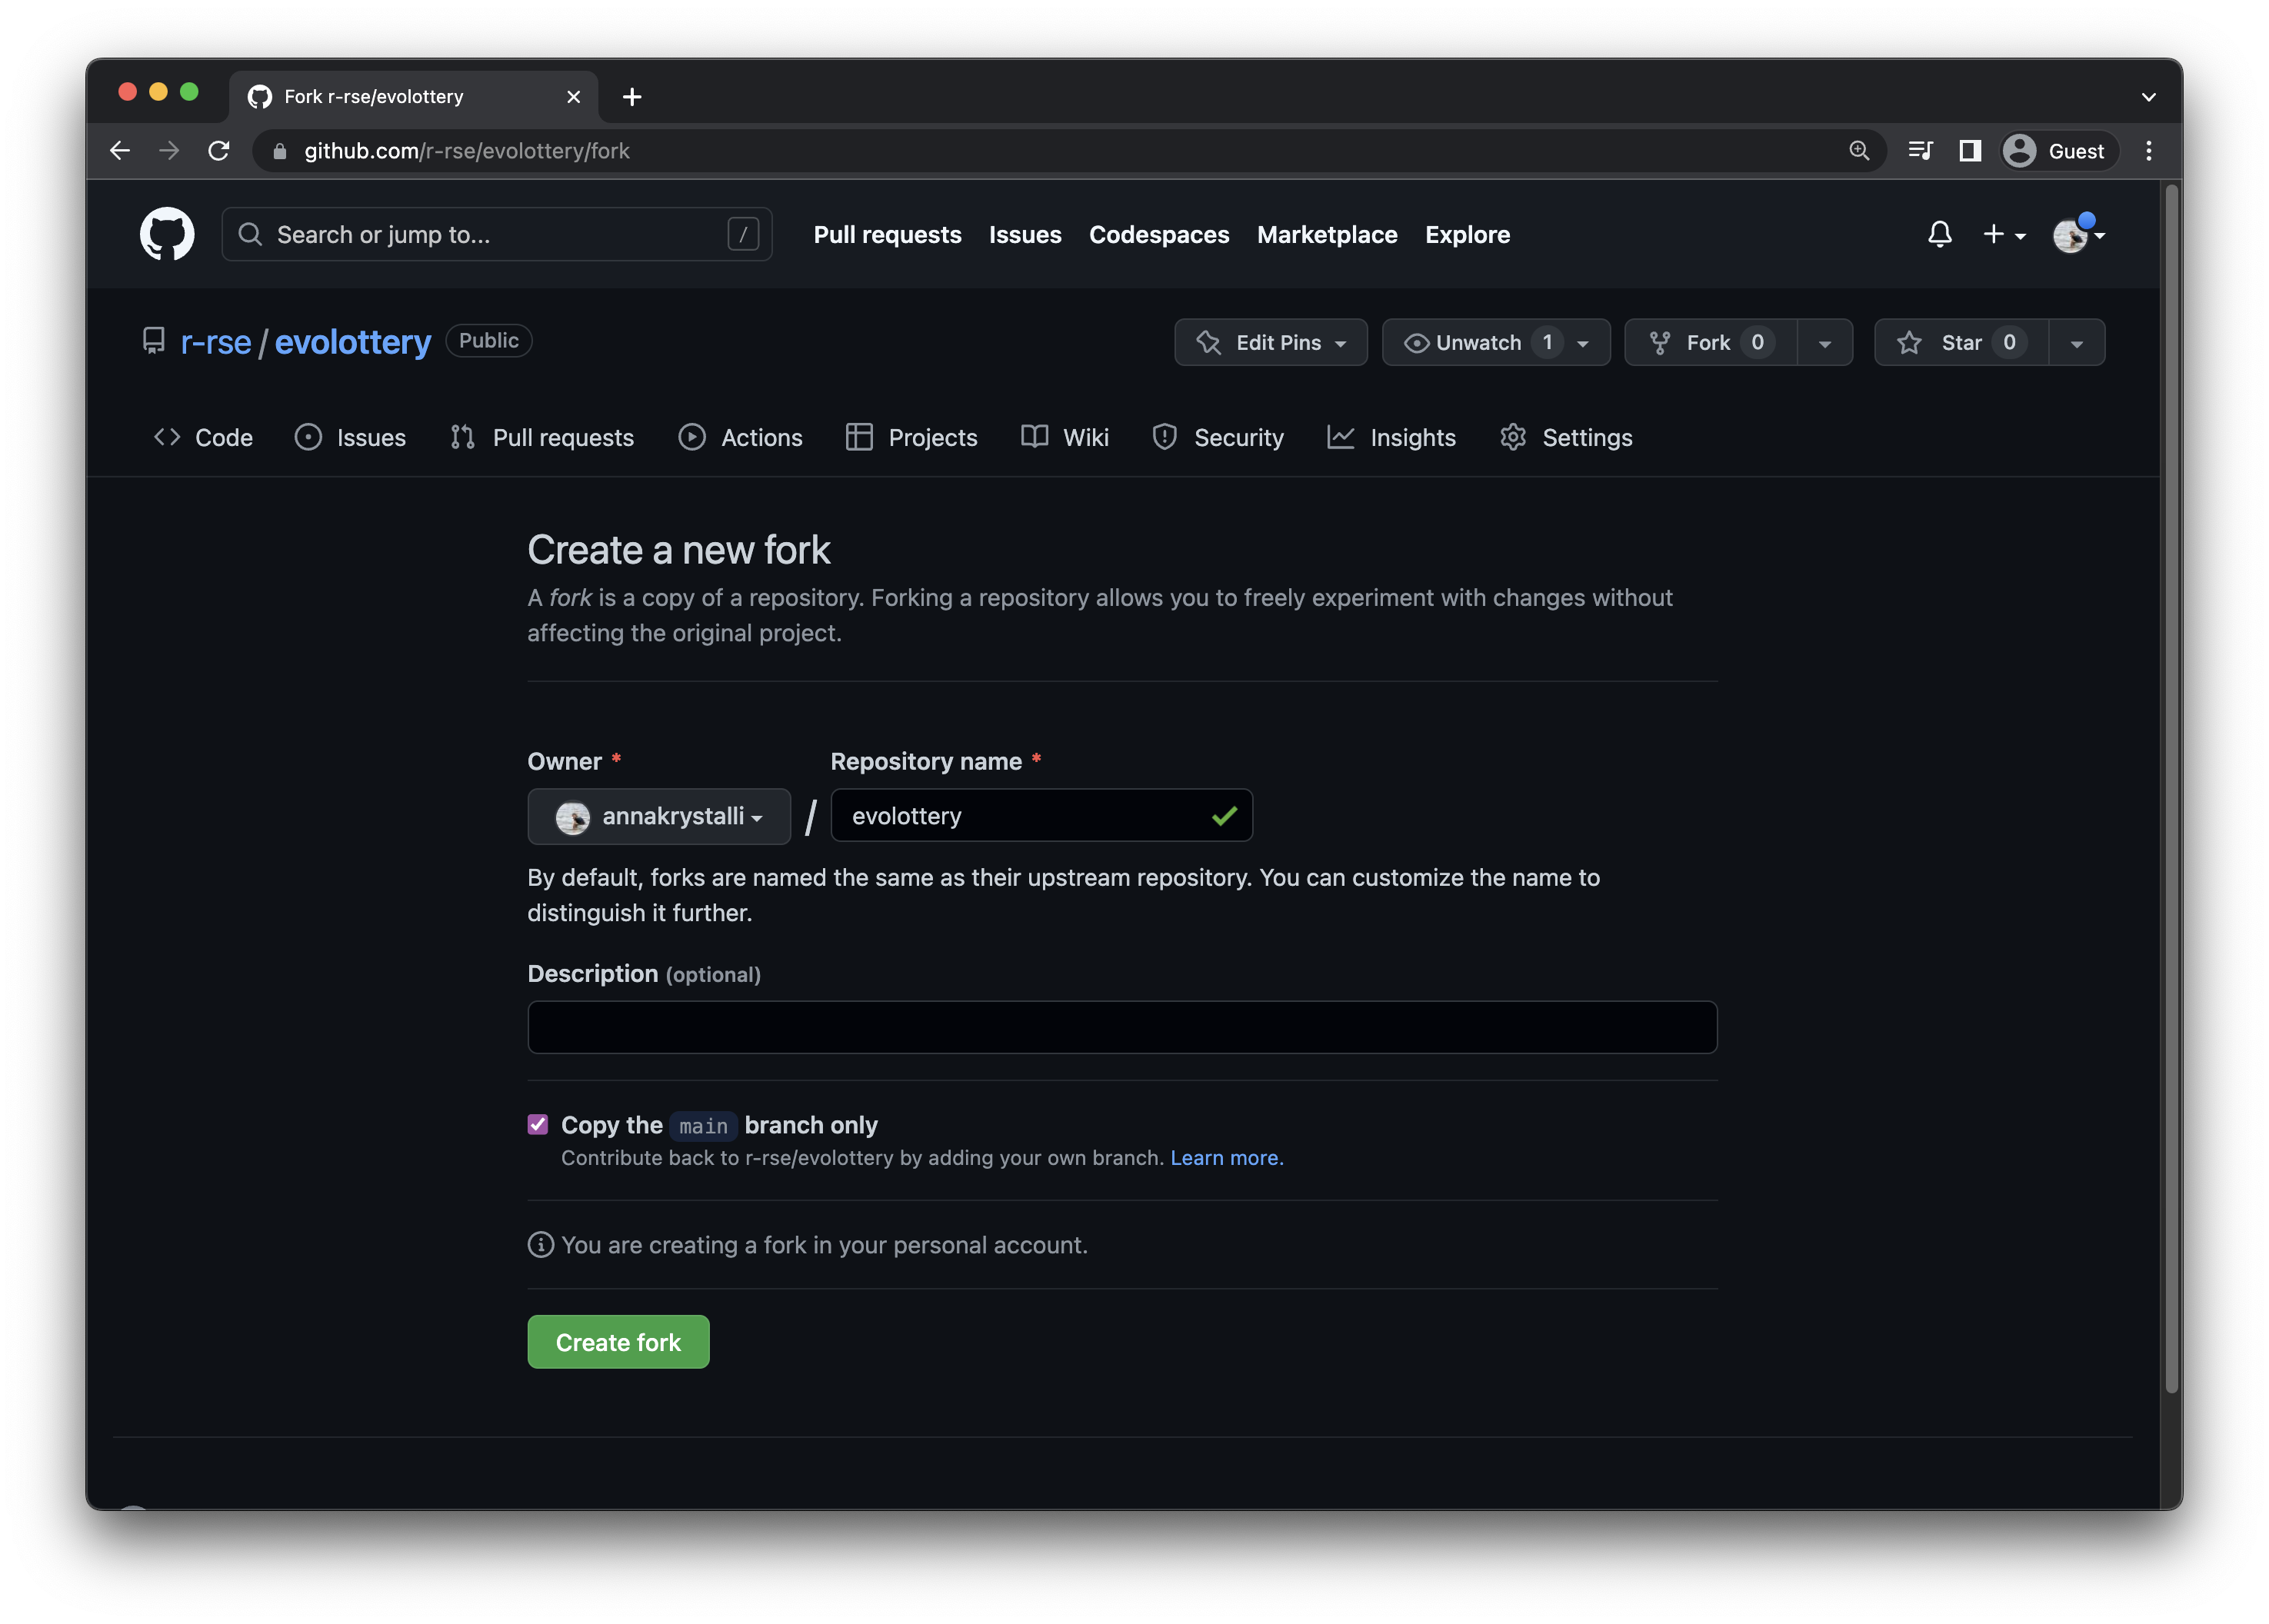 Fork r-rse/evolottery
github.com/r-rse/evolottery/fork
Guest
Search or jump to...
/
Pull requests
Issues
Codespaces
Marketplace
Explore
r-rse / evolottery
Public
Edit Pins
Unwatch 1
Fork 0
Star 0
Code
Issues
Pull requests
Actions
Projects
Wiki
Security
Insights
Settings
Create a new fork
A fork is a copy of a repository. Forking a repository allows you to freely experiment with changes without
affecting the original project.
Owner *
Repository name *
annakrystalli
/
evolottery
By default, forks are named the same as their upstream repository. You can customize the name to
distinguish it further.
Description (optional)
Copy the main branch only
Contribute back to r-rse/evolottery by adding your own branch. Learn more.
You are creating a fork in your personal account.
Create fork